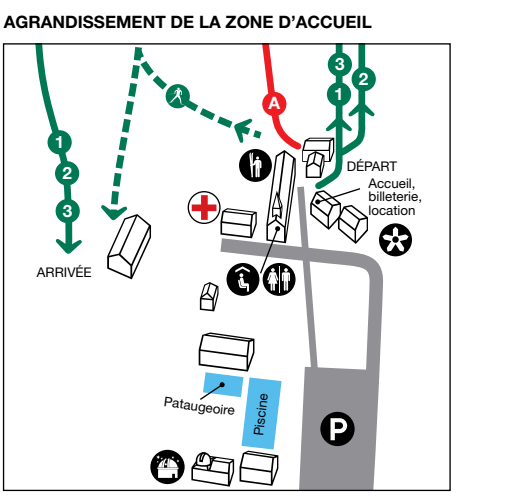 AGRANDISSEMENT DE LA ZONE D'ACCUEIL
3
2
1
A
1
2
3
DÉPART
Accueil,
billeterie,
location
ARRIVÉE
Pataugeoire
Piscine
P